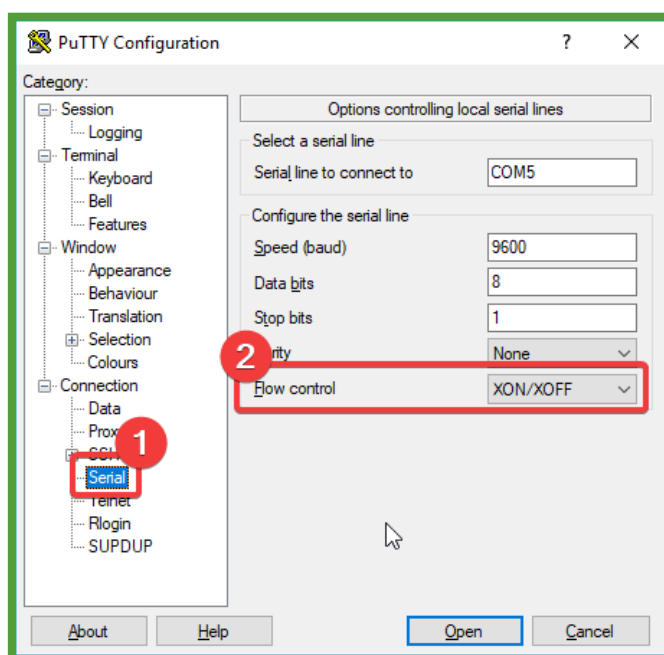 PuTTY Configuration
? ×
Category:
Session
Logging
Terminal
Keyboard
Bell
Features
Window
Appearance
Behaviour
Translation
Selection
Colours
Connection
Data
1
Serial
Telnet
Rlogin
SUPDUP
Options controlling local serial lines
Select a serial line
Serial line to connect to COM5
Configure the serial line
Speed (baud) 9600
Data bits 8
Stop bits 1
2 None
Flow control XON/XOFF
About Help Open Cancel